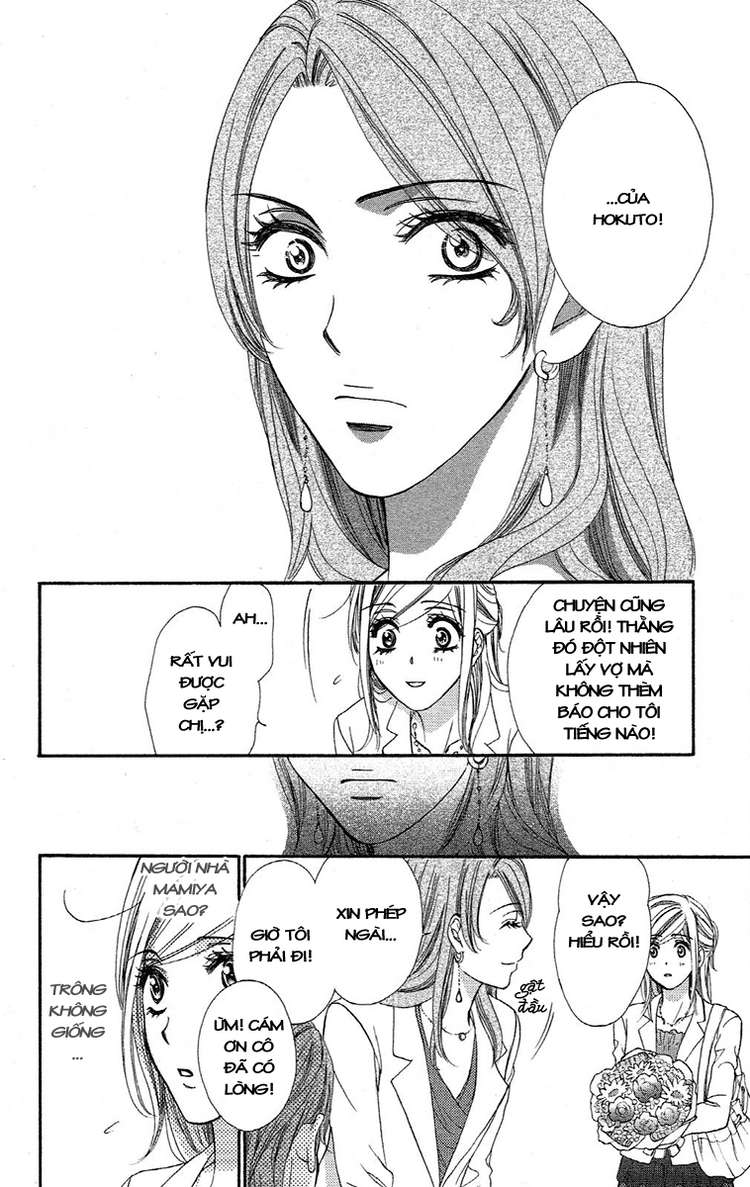 ...CỦA
HOKUTO!
CHUYỆN CŨNG
LÂU RỒI! THẰNG
ĐÓ ĐỘT NHIÊN
LẤY VỢ MÀ
KHÔNG THÈM
BÁO CHO TÔI
TIẾNG NÀO!
AH...
RẤT VUI
ĐƯỢC
GẶP
CHỊ...?
VẬY
SAO?
HIỂU RỒI!
gật
đầu
XIN PHÉP
NGÀI...
GIỜ TÔI
PHẢI ĐI!
ỪM! CÁM
ƠN CÔ
ĐÃ CÓ
LÒNG!
NGƯỜI NHÀ
MAMIYA
SAO?
TRÔNG
KHÔNG
GIỐNG
...